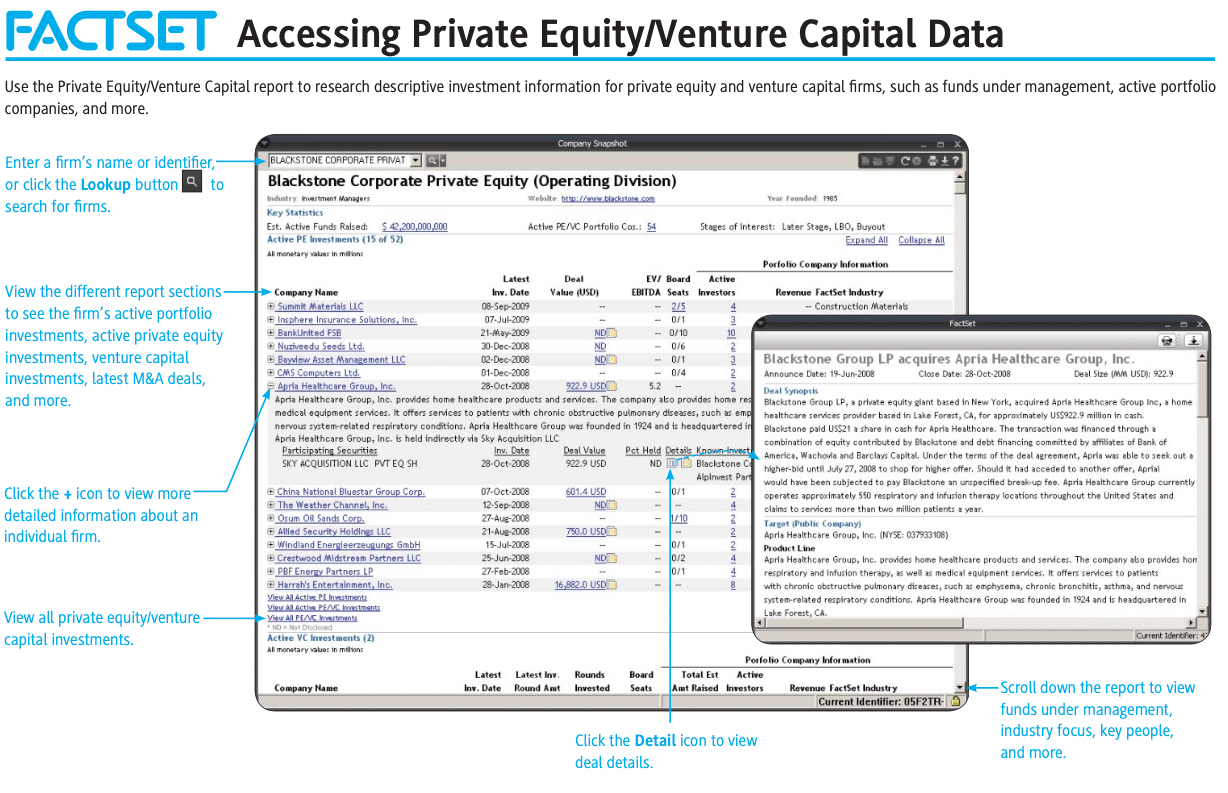 FACTSET Accessing Private Equity/Venture Capital Data
Use the Private Equity/Venture Capital report to research descriptive investment information for private equity and venture capital firms, such as funds under management, active portfolio
companies, and more.
Enter a firm's name or identifier,
or click the Lookup button to
search for firms.
View the different report sections
to see the firm's active portfolio
investments, active private equity
investments, venture capital
investments, latest M&A deals,
and more.
Click the + icon to view more
detailed information about an
individual firm.
View all private equity/venture
capital investments.
Company Snapshot
BLACKSTONE CORPORATE PRIVAT
Blackstone Corporate Private Equity (Operating Division)
Industry: Investment Managers Website: http://www.blackstone.com Year Founded: 1985
Key Statistics
Est. Active Funds Raised: $ 42,200,000,000 Active PE/VC Portfolio Cos.: 54 Stages of Interest: Later Stage, LBO, Buyout
Active PE Investments (15 of 52) Expand All Collapse All
All monetary values in millions
Porfolio Company Information
Latest Deal EV/ Board Active
Company Name Inv. Date Value (USD) EBITDA Seats Investors Revenue FactSet Industry
Summit Materials LLC 08-Sep-2009 -- -- 2/5 4 -- Construction Materials
Insphere Insurance Solutions, Inc. 07-Jul-2009 -- -- 0/1 3
BankUnited FSB 21-May-2009 ND -- 0/10 10
Nuziveedu Seeds Ltd. 30-Dec-2008 ND -- 0/6 2
Bayview Asset Management LLC 02-Dec-2008 ND -- 0/1 3
CMS Computers Ltd. 01-Dec-2008 -- -- 0/4 2
Apria Healthcare Group, Inc. 28-Oct-2008 922.9 USD 5.2 -- 2
Apria Healthcare Group, Inc. provides home healthcare products and services. The company also provides home res
medical equipment services. It offers services to patients with chronic obstructive pulmonary diseases, such as emp
nervous system-related respiratory conditions. Apria Healthcare Group was founded in 1924 and is headquartered in
Apria Healthcare Group, Inc. is held indirectly via Sky Acquisition LLC
Participating Securities Inv. Date Deal Value Pct Held Details Known-Invest
SKY ACQUISITION LLC PVT EQ SH 28-Oct-2008 922.9 USD ND Blackstone Co
AlpInvest Part
China National Bluestar Group Corp. 07-Oct-2008 601.4 USD -- 0/1 2
The Weather Channel, Inc. 12-Sep-2008 ND -- -- 4
Osum Oil Sands Corp. 27-Aug-2008 -- -- 1/10 2
Allied Security Holdings LLC 21-Aug-2008 750.0 USD -- -- 2
Windland Energieerzeugungs GmbH 15-Jul-2008 -- -- 0/1 2
Crestwood Midstream Partners LLC 25-Jun-2008 ND -- 0/2 4
PBF Energy Partners LP 27-Feb-2008 -- -- 0/1 4
Harrah's Entertainment, Inc. 28-Jan-2008 16,882.0 USD -- -- 8
View All Active PE Investments
View All Active PE/VC Investments
View All PE/VC Investments
* ND = Not Disclosed
Active VC Investments (2)
All monetary values in millions
Porfolio Company Information
Latest Latest Inv. Rounds Board Total Est Active
Company Name Inv. Date Round Amt Invested Seats Amt Raised Investors Revenue FactSet Industry
Current Identifier: 05F2TR-
FactSet
Blackstone Group LP acquires Apria Healthcare Group, Inc.
Announce Date: 19-Jun-2008 Close Date: 28-Oct-2008 Deal Size (MM USD): 922.9
Deal Synopsis
Blackstone Group LP, a private equity giant based in New York, acquired Apria Healthcare Group Inc, a home
healthcare services provider based in Lake Forest, CA, for approximately US$922.9 million in cash.
Blackstone paid US$21 a share in cash for Apria Healthcare. The transaction was financed through a
combination of equity contributed by Blackstone and debt financing committed by affiliates of Bank of
America, Wachovia and Barclays Capital. Under the terms of the deal agreement, Apria was able to seek out a
higher-bid until July 27, 2008 to shop for higher offer. Should it had acceded to another offer, Aprial
would have been subjected to pay Blackstone an unspecified break-up fee. Apria Healthcare Group currently
operates approximately 550 respiratory and infusion therapy locations throughout the United States and
claims to services more than two million patients a year.
Target (Public Company)
Apria Healthcare Group, Inc. (NYSE: 037933108)
Product Line
Apria Healthcare Group, Inc. provides home healthcare products and services. The company also provides hom
respiratory and infusion therapy, as well as medical equipment services. It offers services to patients
with chronic obstructive pulmonary diseases, such as emphysema, chronic bronchitis, asthma, and nervous
system-related respiratory conditions. Apria Healthcare Group was founded in 1924 and is headquartered in
Lake Forest, CA.
Current Identifier: 4
Click the Detail icon to view
deal details.
Scroll down the report to view
funds under management,
industry focus, key people,
and more.